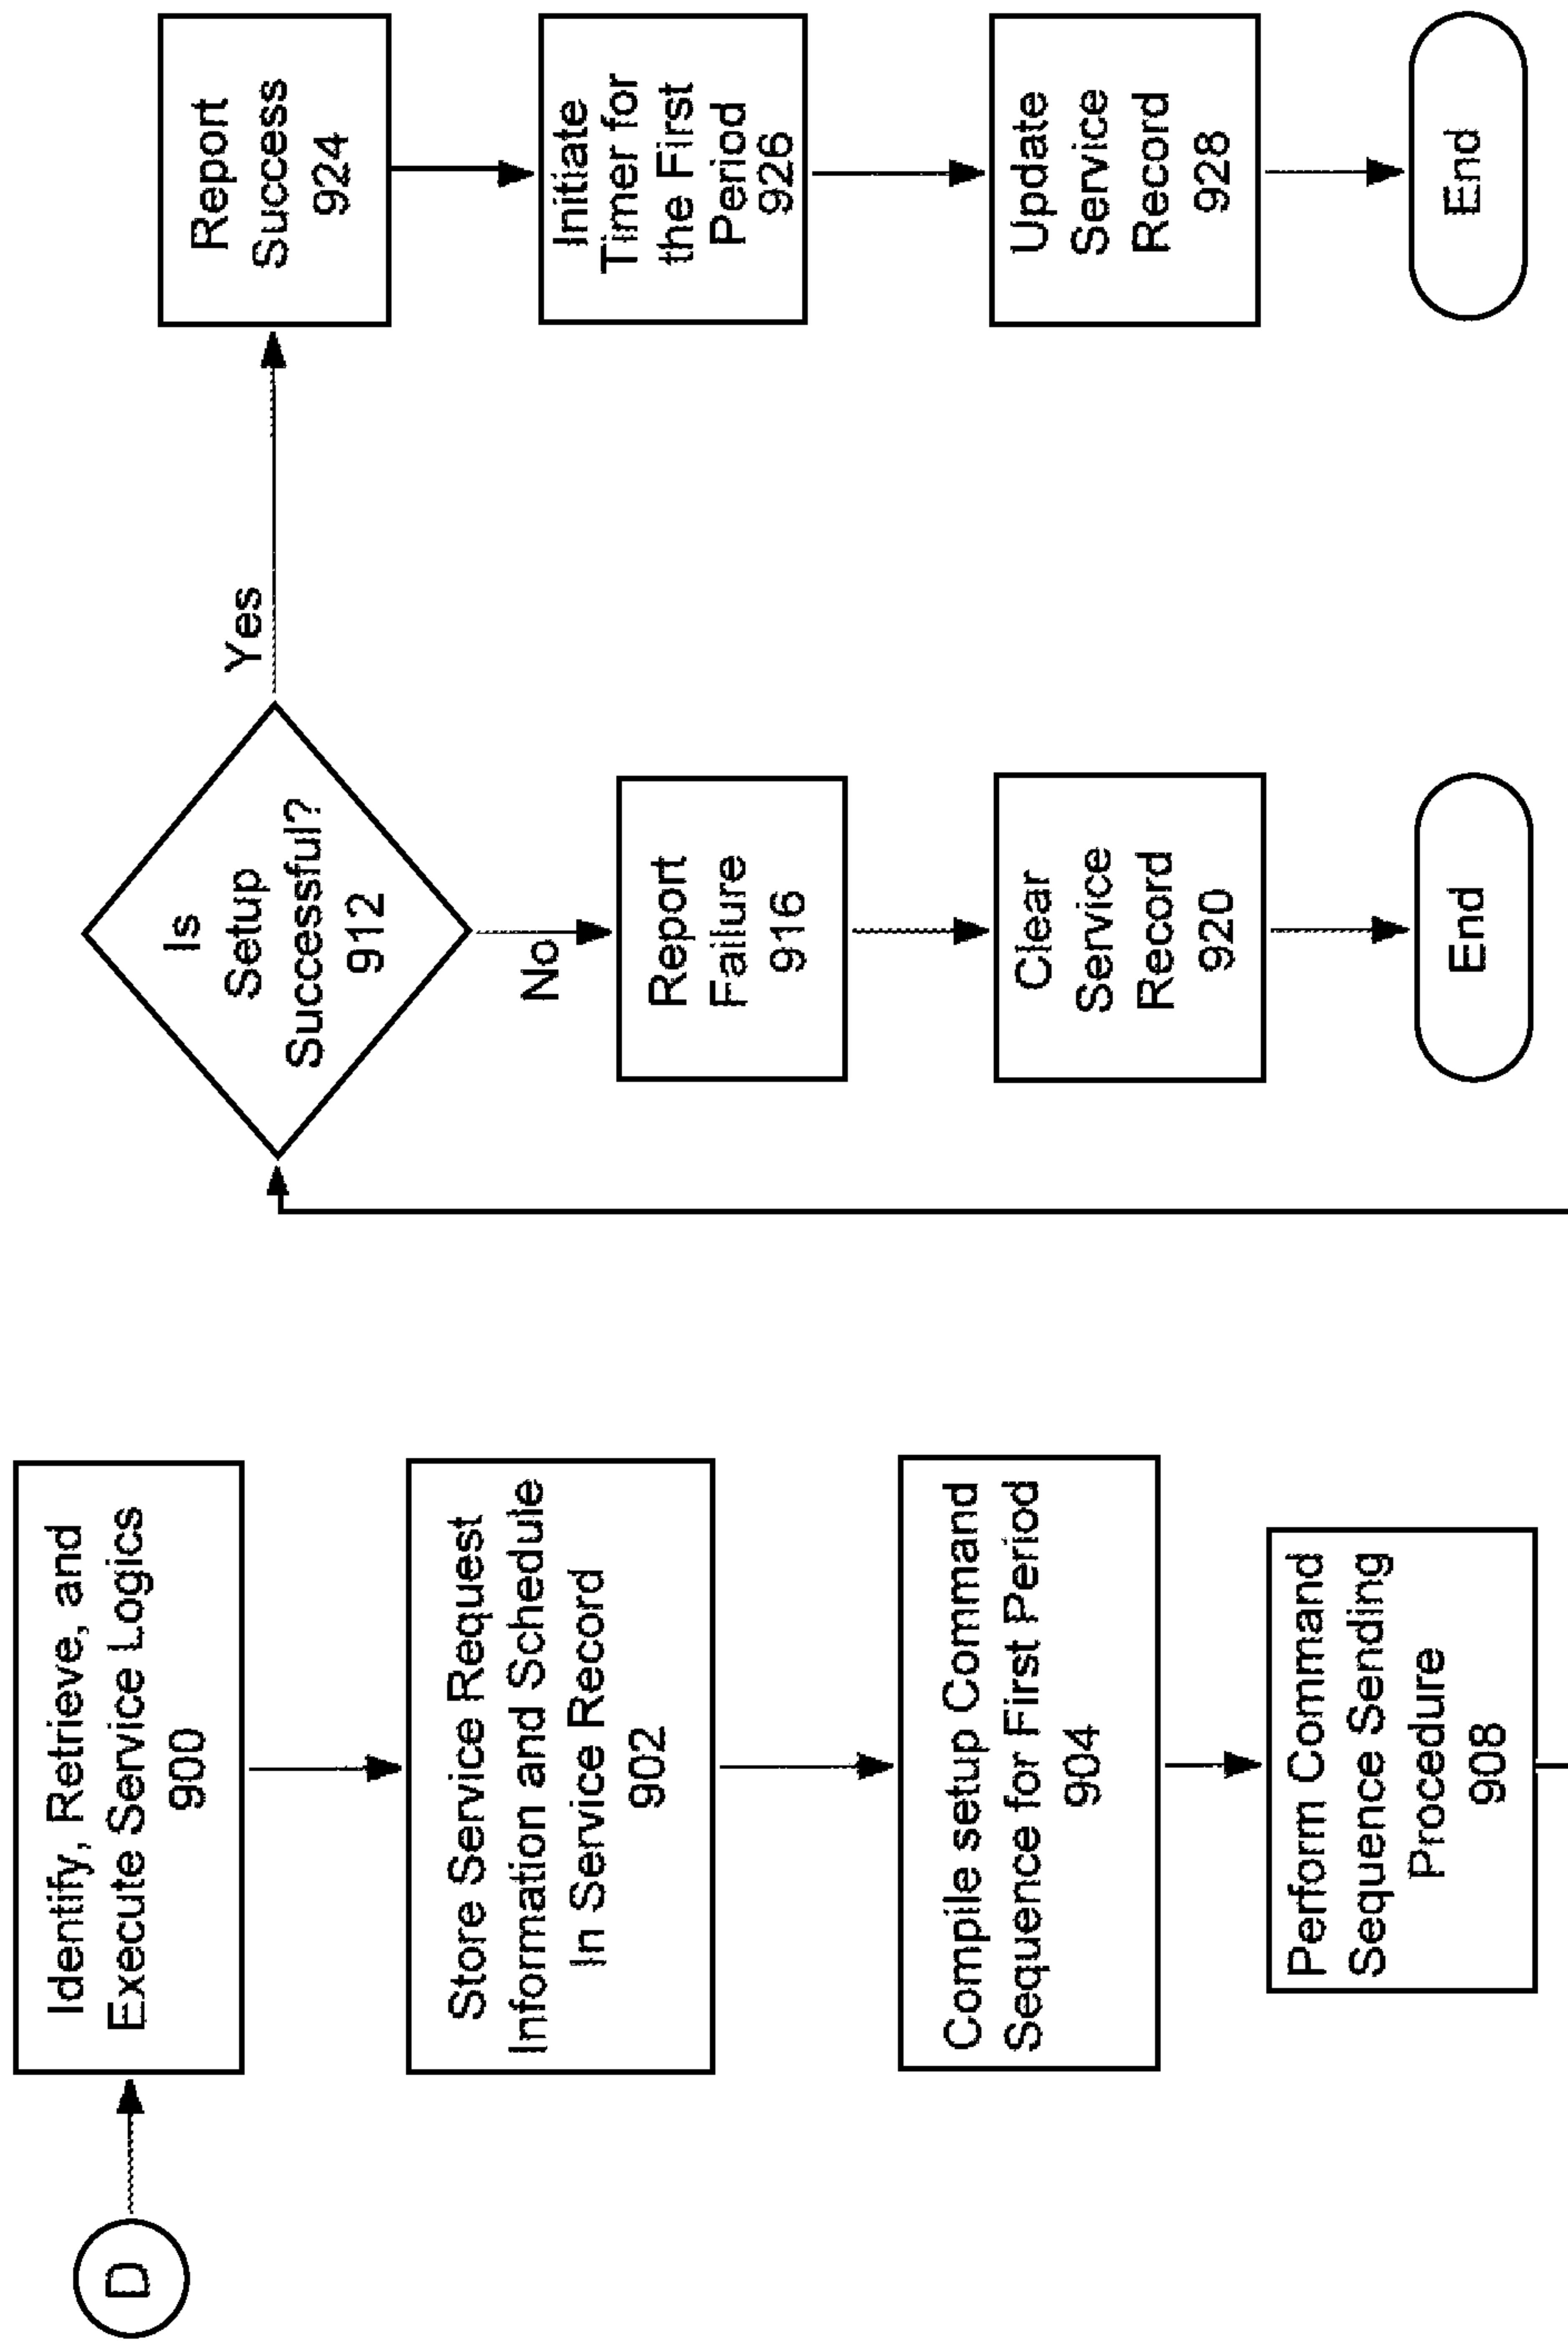 D
Identify, Retrieve, and
Execute Service Logics
900
Store Service Request
Information and Schedule
In Service Record
902
Compile setup Command
Sequence for First Period
904
Perform Command
Sequence Sending
Procedure
908
Is
Setup
Successful?
912
No
Report
Failure
916
Clear
Service
Record
920
End
Yes
Report
Success
924
Initiate
Timer for
the First
Period
926
Update
Service
Record
928
End